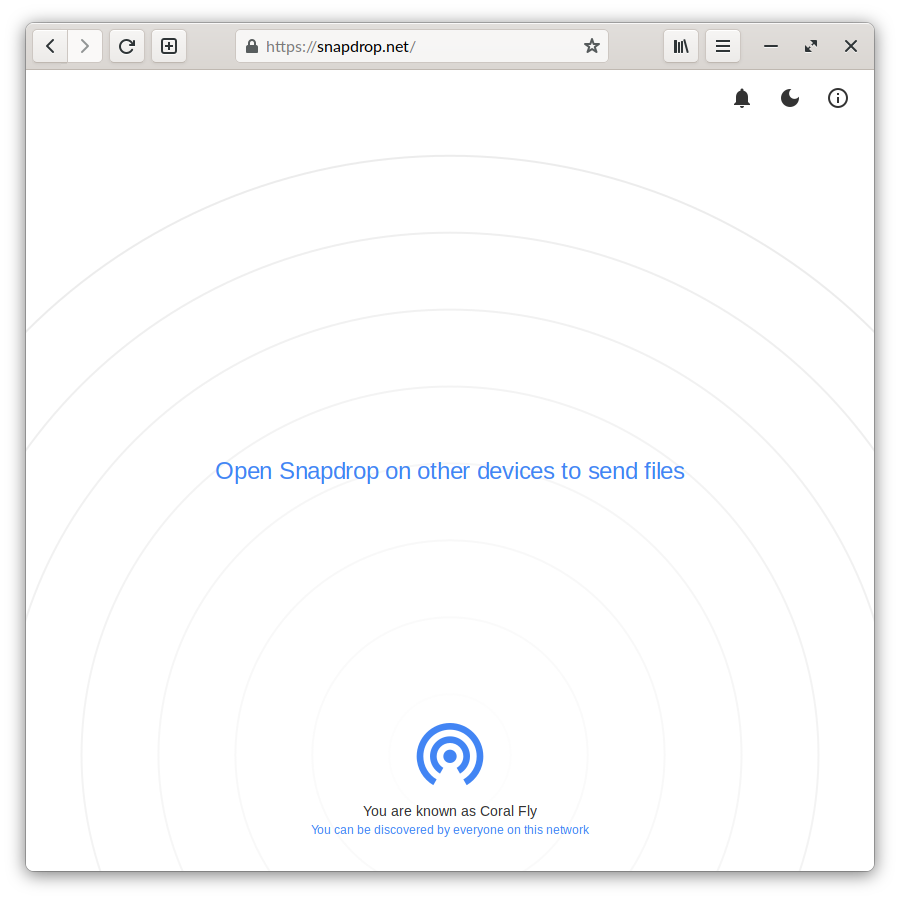 https://snapdrop.net/
Open Snapdrop on other devices to send files
You are known as Coral Fly
You can be discovered by everyone on this network